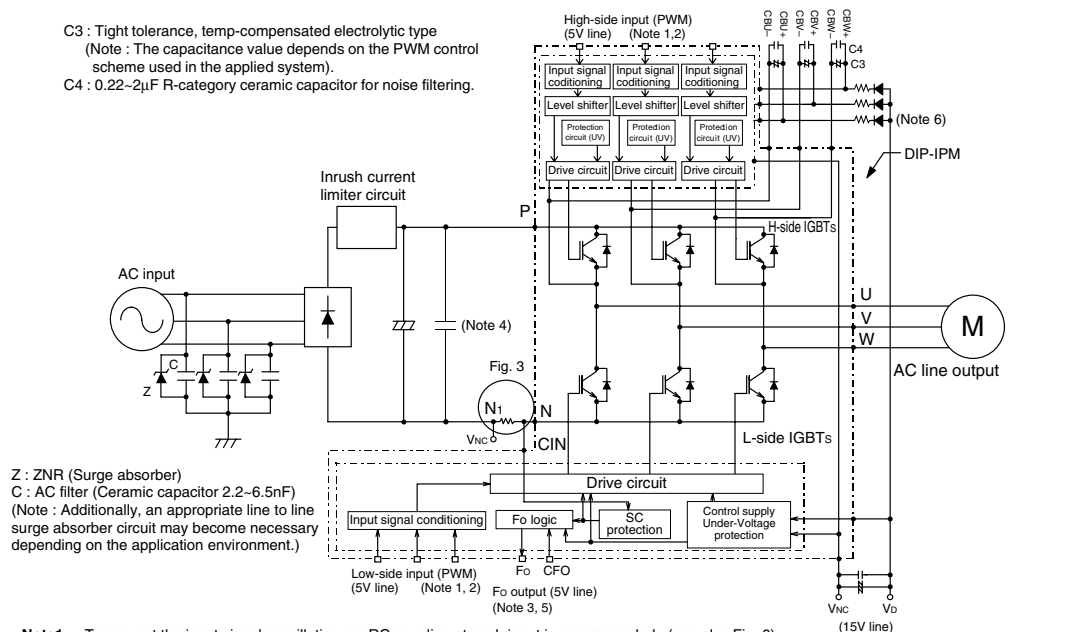 C3 : Tight tolerance, temp-compensated electrolytic type
(Note : The capacitance value depends on the PWM control
scheme used in the applied system).
C4 : 0.22~2μF R-category ceramic capacitor for noise filtering.
High-side input (PWM)
(5V line) (Note 1,2)
CBU–
CBU+
CBV–
CBV+
CBW–
CBW+
C4
C3
Input signal coditioning
Input signal coditioning
Input signal coditioning
Level shifter
Level shifter
Level shifter
Protection circuit (UV)
Protection circuit (UV)
Protection circuit (UV)
Drive circuit
Drive circuit
Drive circuit
(Note 6)
DIP-IPM
Inrush current
limiter circuit
P
H-side IGBTS
AC input
U
V
W
M
AC line output
(Note 4)
C
Z
Fig. 3
N1
N
VNC
CIN
L-side IGBTS
Z : ZNR (Surge absorber)
C : AC filter (Ceramic capacitor 2.2~6.5nF)
(Note : Additionally, an appropriate line to line
surge absorber circuit may become necessary
depending on the application environment.)
Drive circuit
Input signal conditioning
Fo logic
SC
protection
Control supply
Under-Voltage
protection
Low-side input (PWM)
(5V line) (Note 1, 2)
FO CFO
FO output (5V line)
(Note 3, 5)
VNC
VD
(15V line)